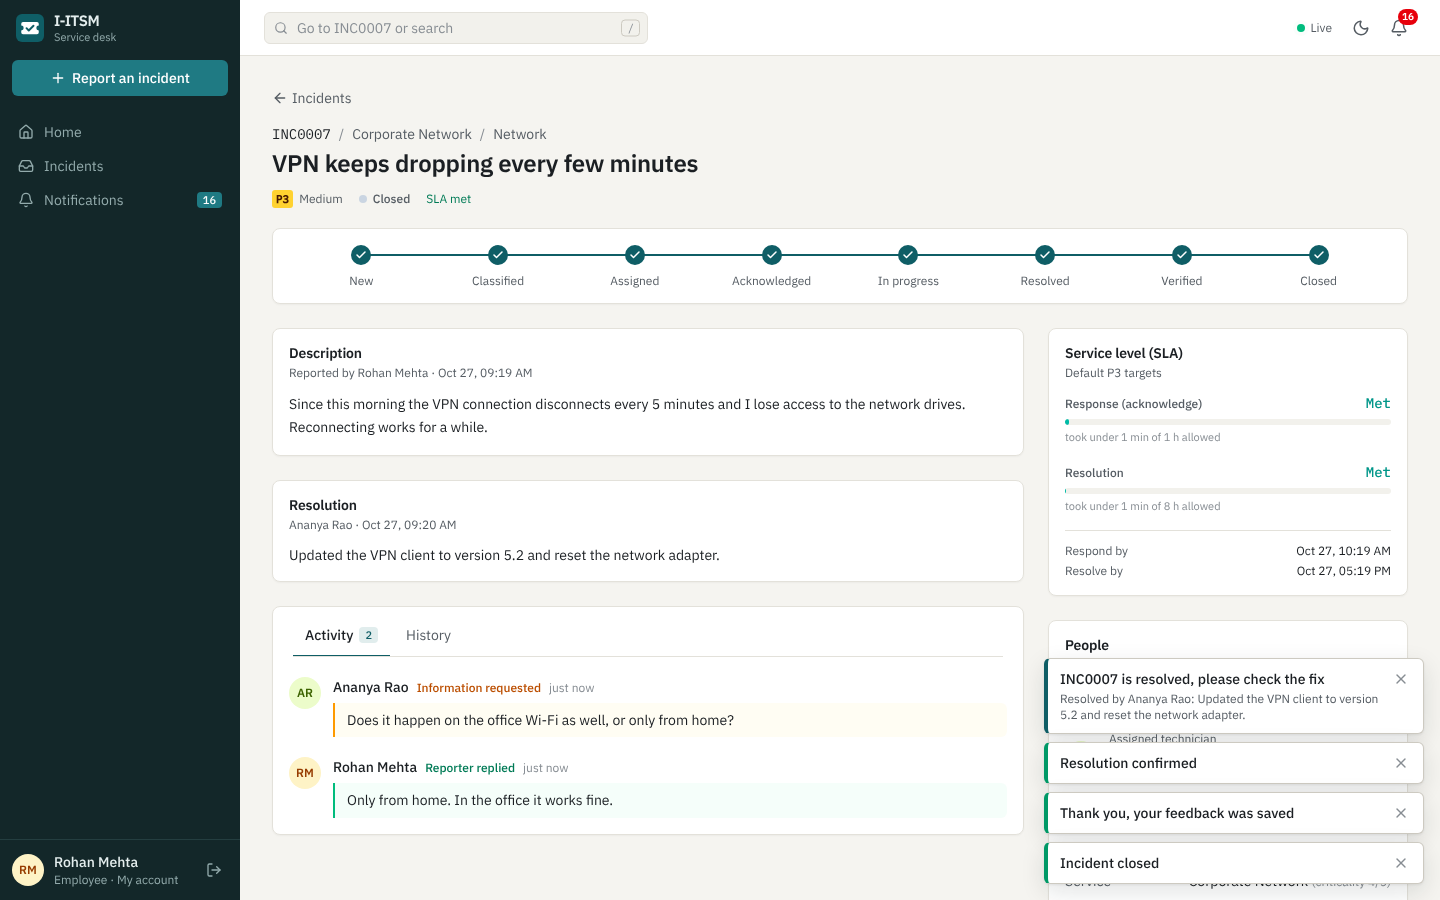 I-ITSM
Service desk
Report an incident
Home
Incidents
Notifications 16
Rohan Mehta
RM
Employee · My account
Go to INC0007 or search /
Live
16
Incidents
INC0007 / Corporate Network / Network
VPN keeps dropping every few minutes
P3 Medium Closed SLA met
New Classified Assigned Acknowledged In progress Resolved Verified Closed
Description
Reported by Rohan Mehta · Oct 27, 09:19 AM
Since this morning the VPN connection disconnects every 5 minutes and I lose access to the network drives.
Reconnecting works for a while.
Resolution
Ananya Rao · Oct 27, 09:20 AM
Updated the VPN client to version 5.2 and reset the network adapter.
Activity 2 History
AR
Ananya Rao Information requested just now
Does it happen on the office Wi-Fi as well, or only from home?
RM
Rohan Mehta Reporter replied just now
Only from home. In the office it works fine.
Service level (SLA)
Default P3 targets
Response (acknowledge) Met
took under 1 min of 1 h allowed
Resolution Met
took under 1 min of 8 h allowed
Respond by Oct 27, 10:19 AM
Resolve by Oct 27, 05:19 PM
People
INC0007 is resolved, please check the fix
Resolved by Ananya Rao: Updated the VPN client to version
5.2 and reset the network adapter.
Assigned technician
Resolution confirmed
Thank you, your feedback was saved
Incident closed
Service Corporate Network